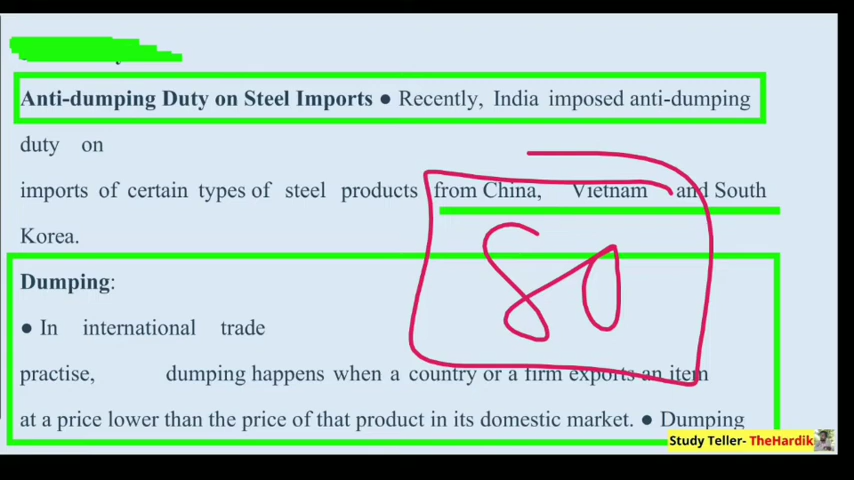 Anti-dumping Duty on Steel Imports ● Recently, India imposed anti-dumping
duty on
imports of certain types of steel products from China, Vietnam and South
Korea.
80
Dumping:
● In international trade
practise, dumping happens when a country or a firm exports an item
at a price lower than the price of that product in its domestic market. ● Dumping
Study Teller- TheHardik